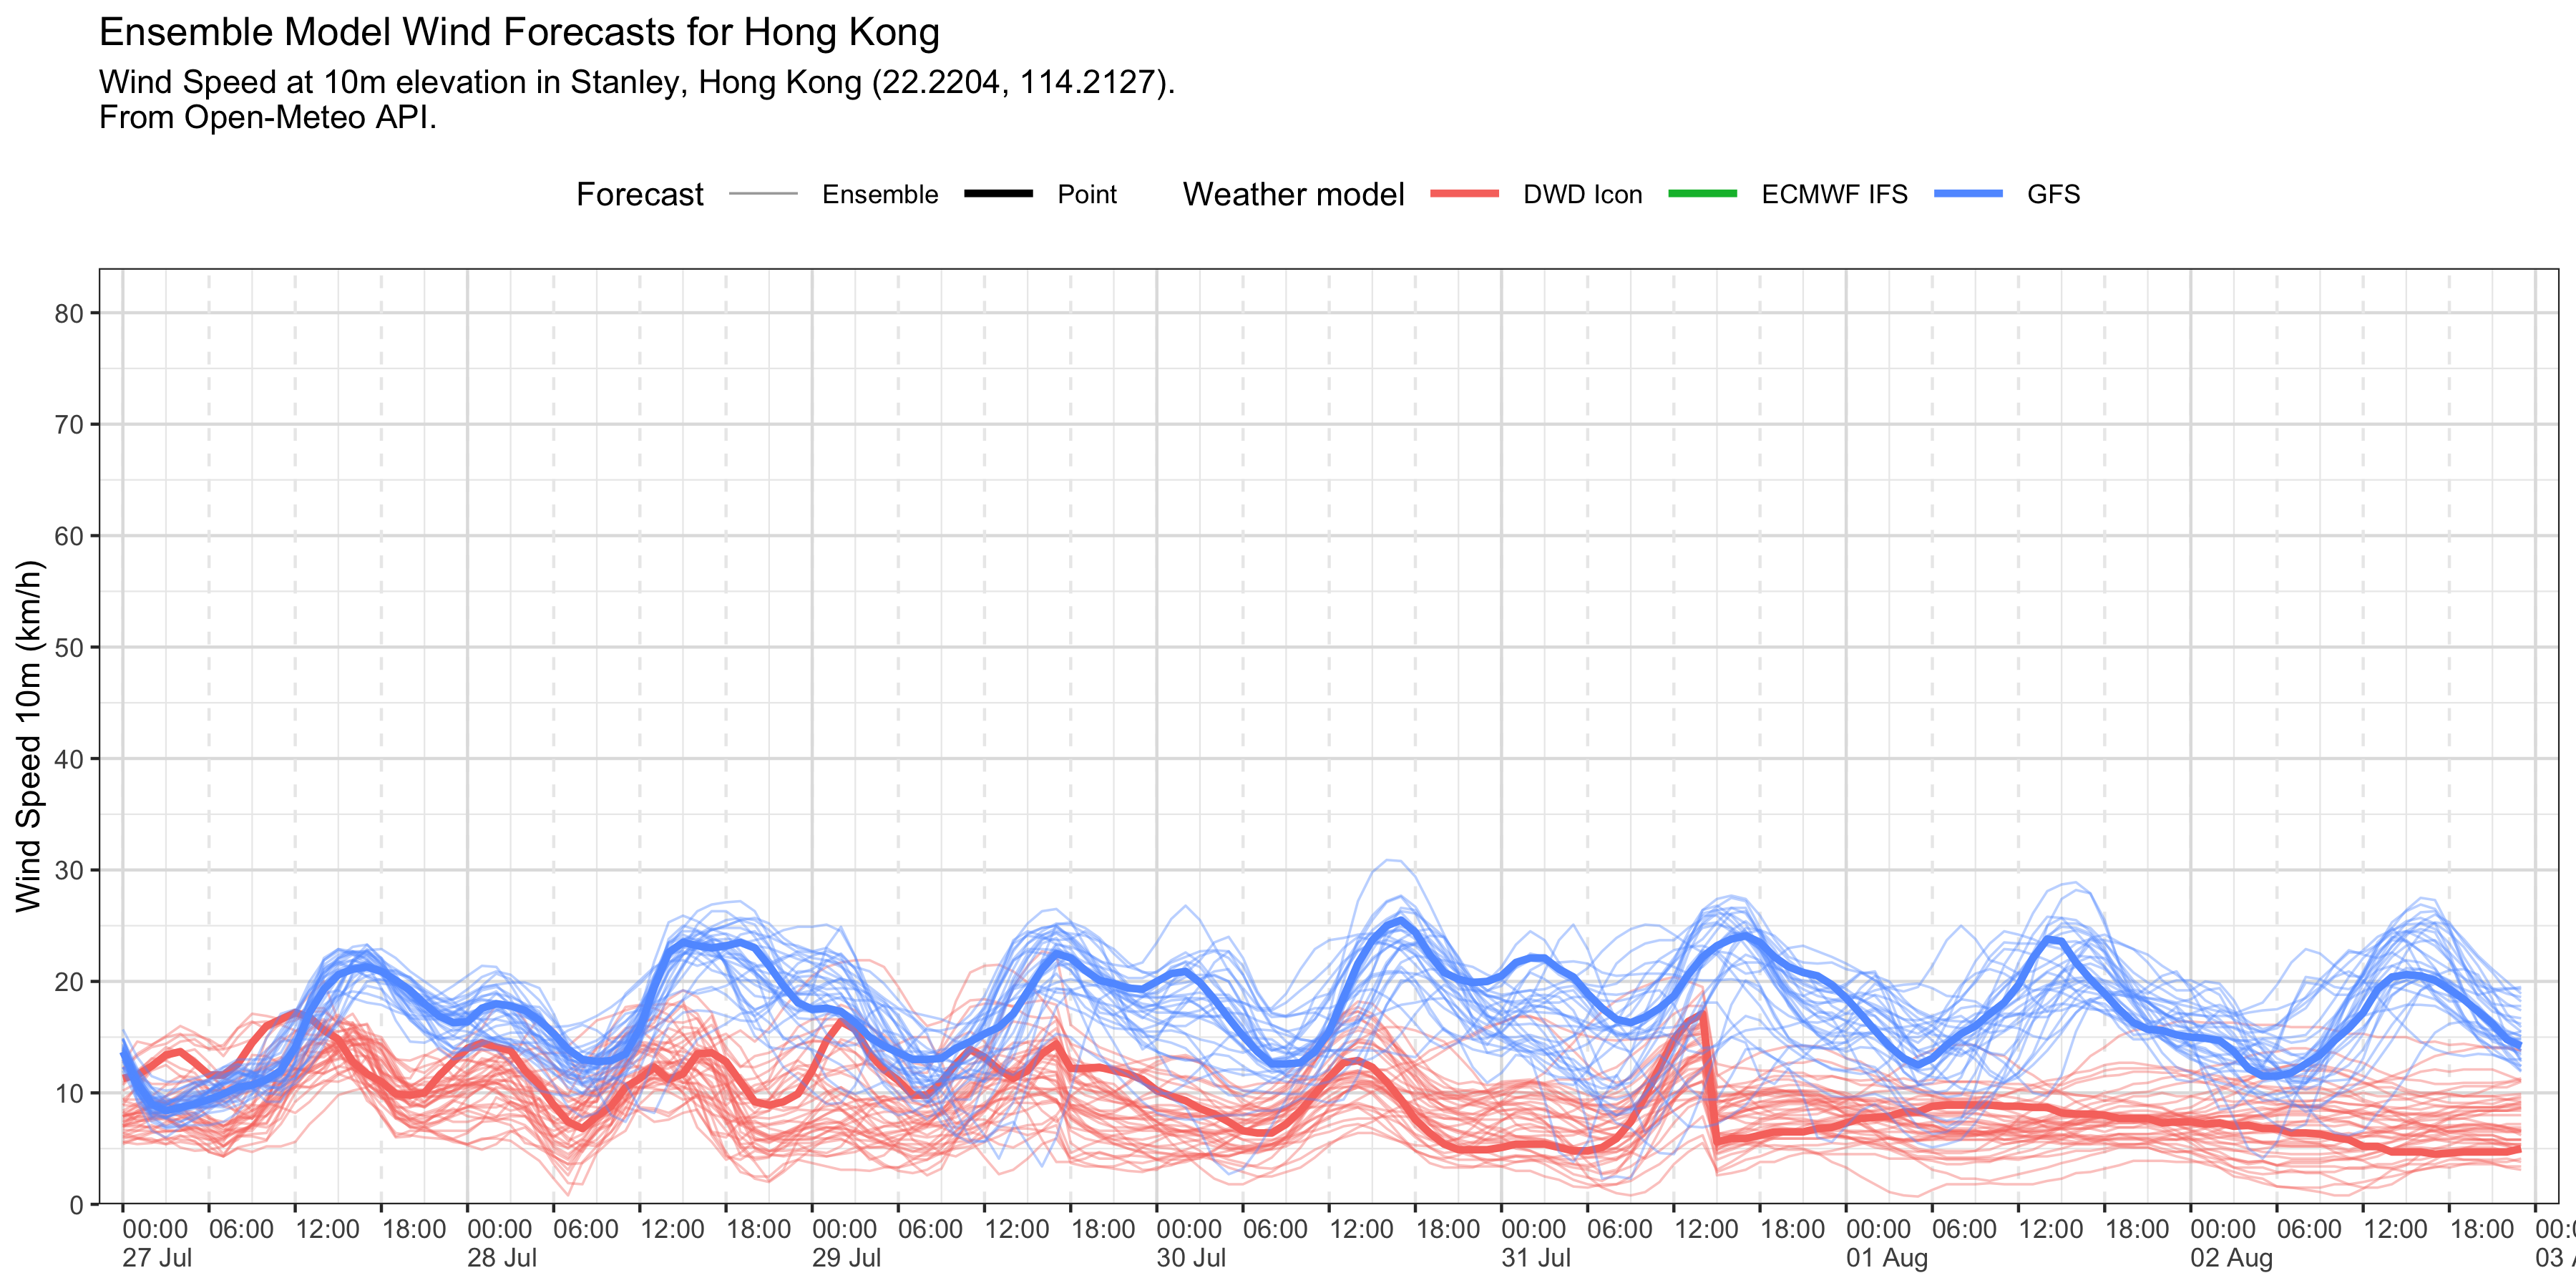 Ensemble Model Wind Forecasts for Hong Kong
Wind Speed at 10m elevation in Stanley, Hong Kong (22.2204, 114.2127).
From Open-Meteo API.
Forecast Ensemble Point Weather model DWD Icon ECMWF IFS GFS
Wind Speed 10m (km/h)
80
70
60
50
40
30
20
10
0
00:00 06:00 12:00 18:00 00:00 06:00 12:00 18:00 00:00 06:00 12:00 18:00 00:00 06:00 12:00 18:00 00:00 06:00 12:00 18:00 00:00 06:00 12:00 18:00 00:00 06:00 12:00 18:00
27 Jul 28 Jul 29 Jul 30 Jul 31 Jul 01 Aug 02 Aug 03